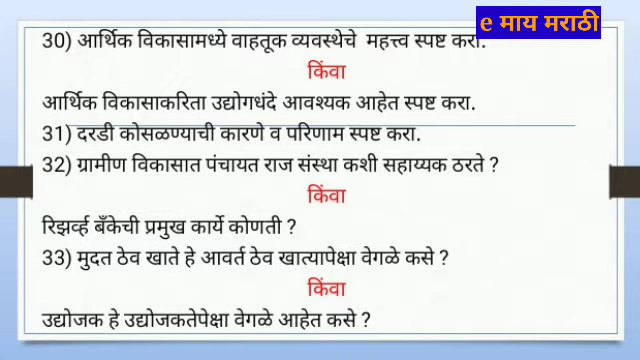 e माय मराठी
30) आर्थिक विकासामध्ये वाहतूक व्यवस्थेचे महत्त्व स्पष्ट करा.
किंवा
आर्थिक विकासाकरिता उद्योगधंदे आवश्यक आहेत स्पष्ट करा.
31) दरडी कोसळण्याची कारणे व परिणाम स्पष्ट करा.
32) ग्रामीण विकासात पंचायत राज संस्था कशी सहाय्यक ठरते ?
किंवा
रिझर्व्ह बँकेची प्रमुख कार्ये कोणती ?
33) मुदत ठेव खाते हे आवर्त ठेव खात्यापेक्षा वेगळे कसे ?
किंवा
उद्योजक हे उद्योजकतेपेक्षा वेगळे आहेत कसे ?